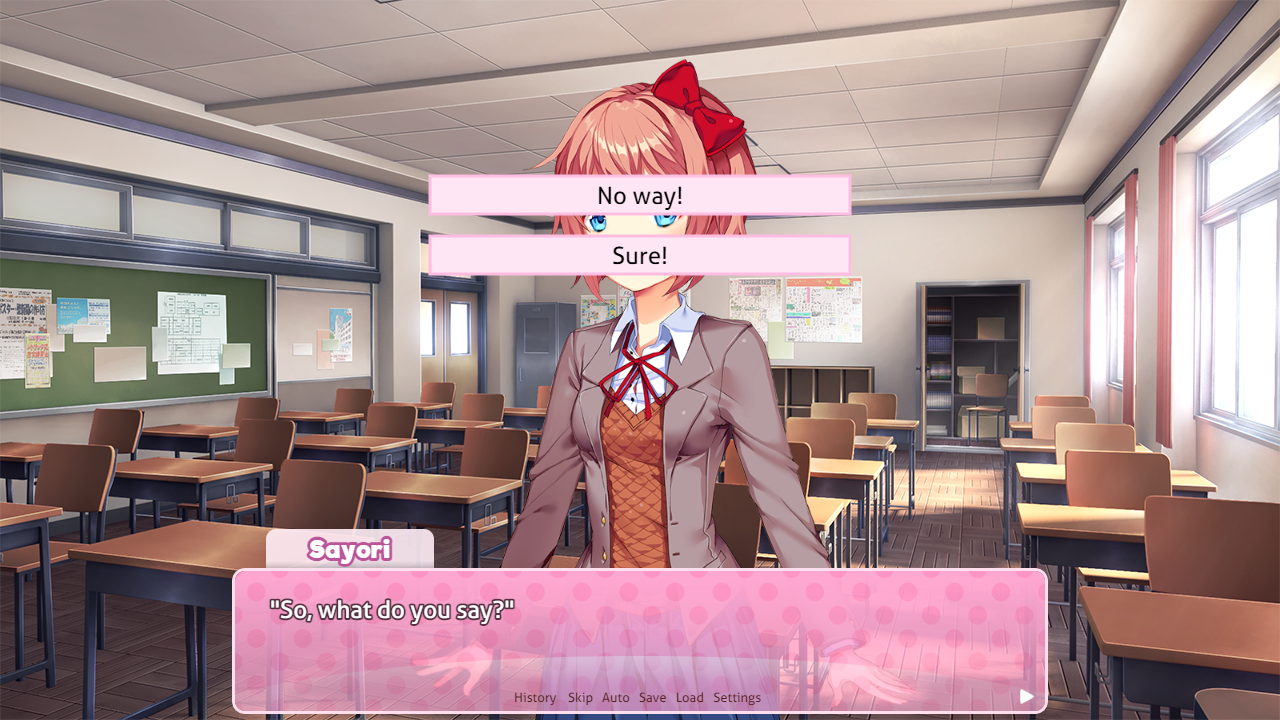 No way!
Sure!
Sayori
"So, what do you say?"
History Skip Auto Save Load Settings